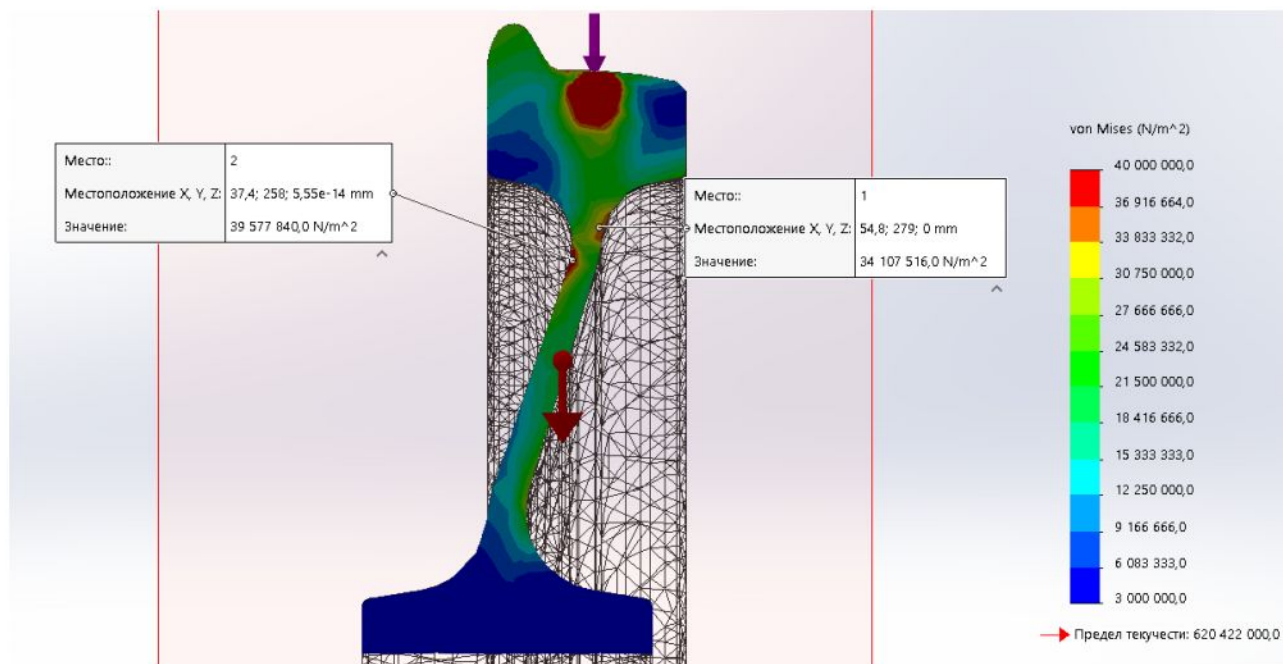 Место:: 2
Местоположение X, Y, Z: 37,4; 258; 5,55e-14 mm
Значение: 39 577 840,0 N/m^2
Место:: 1
Местоположение X, Y, Z: 54,8; 279; 0 mm
Значение: 34 107 516,0 N/m^2
von Mises (N/m^2)
40 000 000,0
36 916 664,0
33 833 332,0
30 750 000,0
27 666 666,0
24 583 332,0
21 500 000,0
18 416 666,0
15 333 333,0
12 250 000,0
9 166 666,0
6 083 333,0
3 000 000,0
Предел текучести: 620 422 000,0